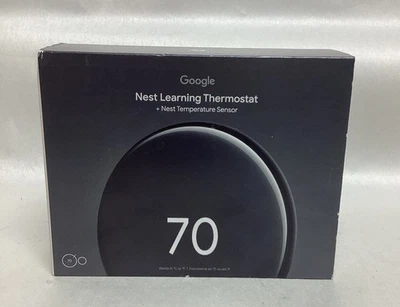 Google
Nest Learning Thermostat
+ Nest Temperature Sensor
70